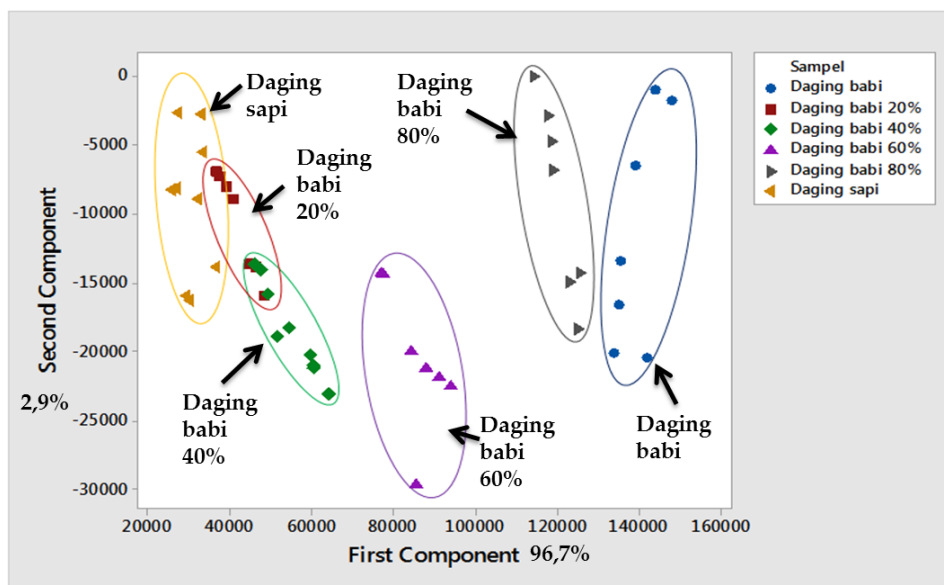 Daging
sapi
Daging
babi
20%
Daging
babi
80%
Daging
babi
40%
Daging
babi
60%
Daging
babi
Sampel
Daging babi
Daging babi 20%
Daging babi 40%
Daging babi 60%
Daging babi 80%
Daging sapi
Second Component
2,9%
0
-5000
-10000
-15000
-20000
-25000
-30000
20000 40000 60000 80000 100000 120000 140000 160000
First Component 96,7%